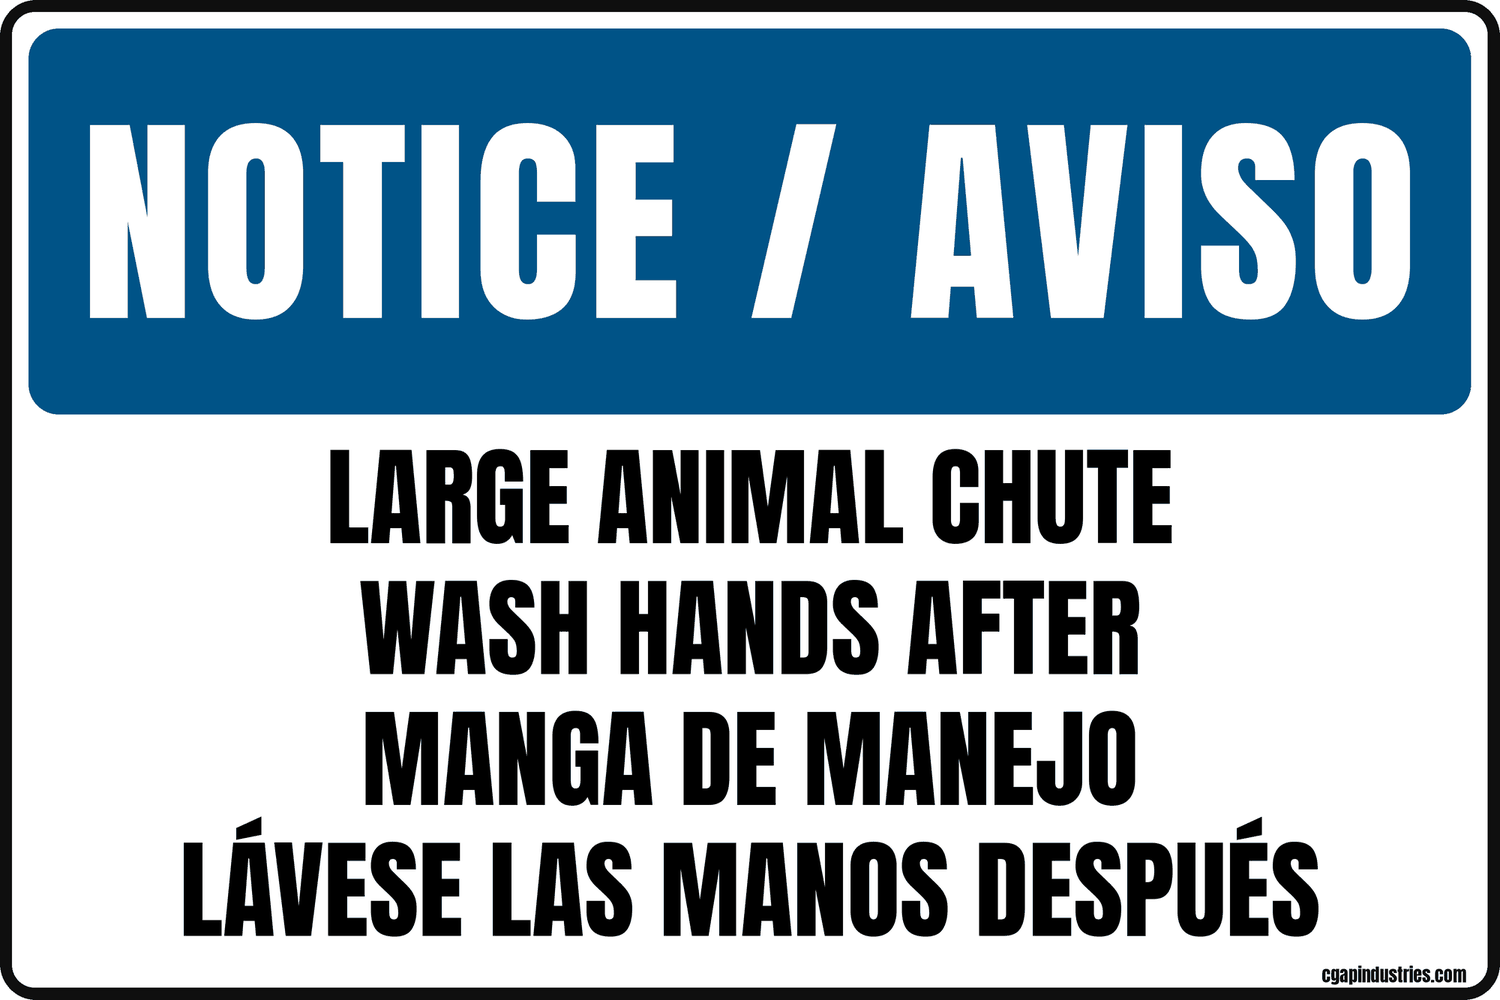 NOTICE / AVISO
LARGE ANIMAL CHUTE
WASH HANDS AFTER
MANGA DE MANEJO
LÁVESE LAS MANOS DESPUÉS
cgapindustries.com